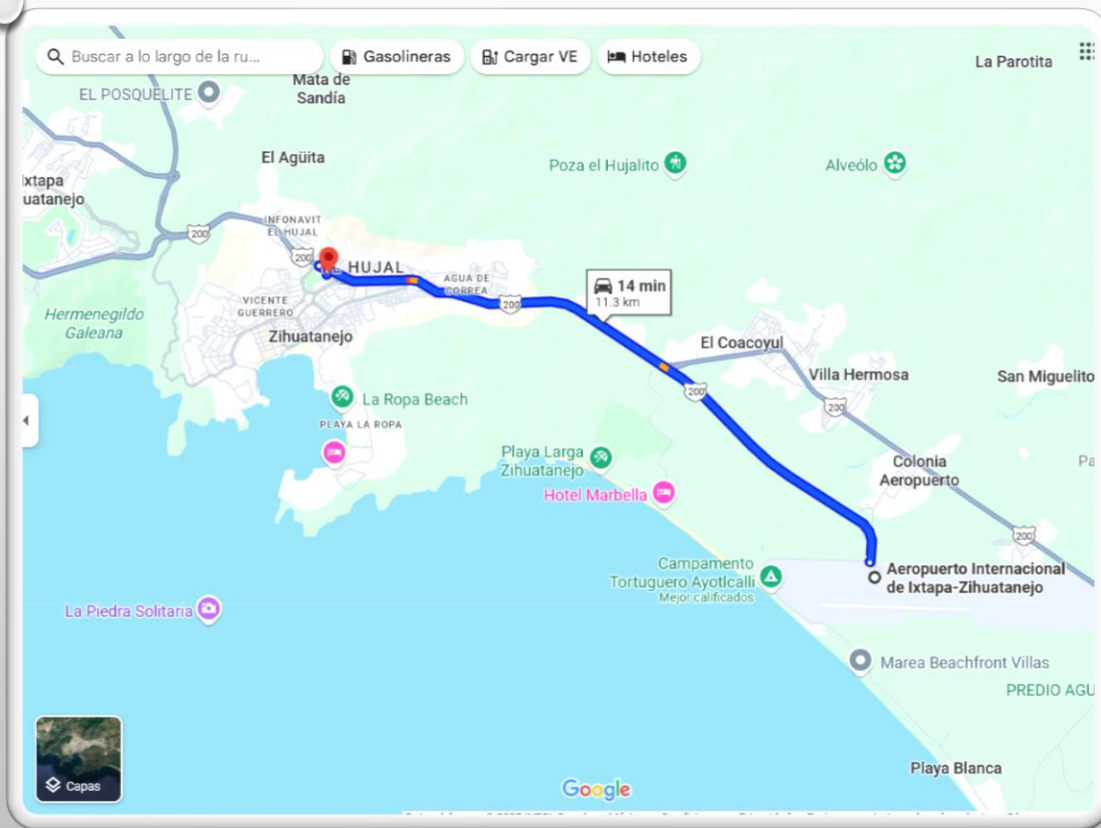 Buscar a lo largo de la ru...
Gasolineras
Cargar VE
Hoteles
La Parotita
EL POSQUELITE
Mata de
Sandía
El Agüita
Poza el Hujalito
Alveólo
Ixtapa
uatanejo
INFONAVIT
EL HUJAL
200
200
HUJAL
AGUA DE
CORREA
200
14 min
11.3 km
VICENTE
GUERRERO
Hermenegildo
Galeana
Zihuatanejo
El Coacoyul
Villa Hermosa
San Miguelito
200
200
La Ropa Beach
PLAYA LA ROPA
Playa Larga
Zihuatanejo
Hotel Marbella
Colonia
Aeropuerto
Pa
200
Campamento
Tortuguero Ayotlcalli
Mejor calificados
Aeropuerto Internacional
de Ixtapa-Zihuatanejo
La Piedra Solitaria
Marea Beachfront Villas
PREDIO AGU
Playa Blanca
Capas
Google